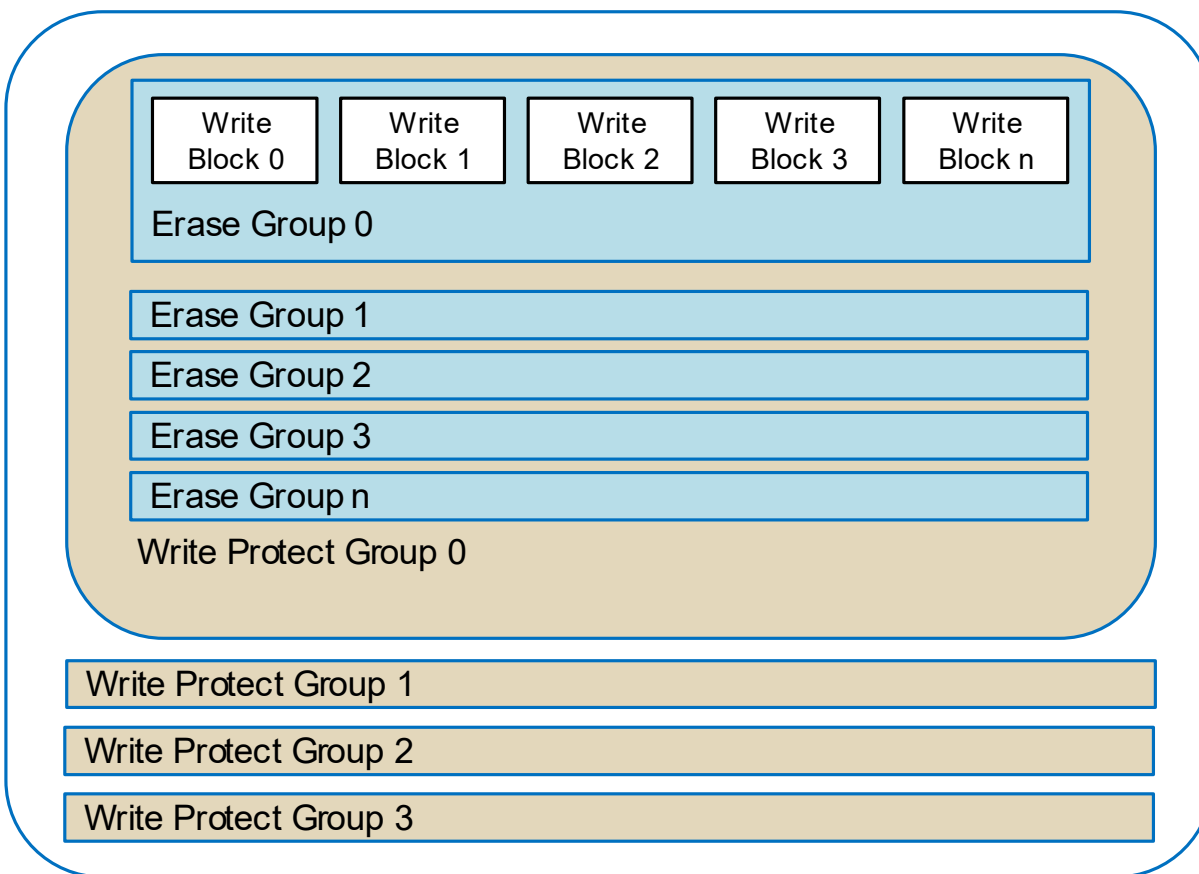 Write
Block 0
Write
Block 1
Write
Block 2
Write
Block 3
Write
Block n
Erase Group 0
Erase Group 1
Erase Group 2
Erase Group 3
Erase Group n
Write Protect Group 0
Write Protect Group 1
Write Protect Group 2
Write Protect Group 3